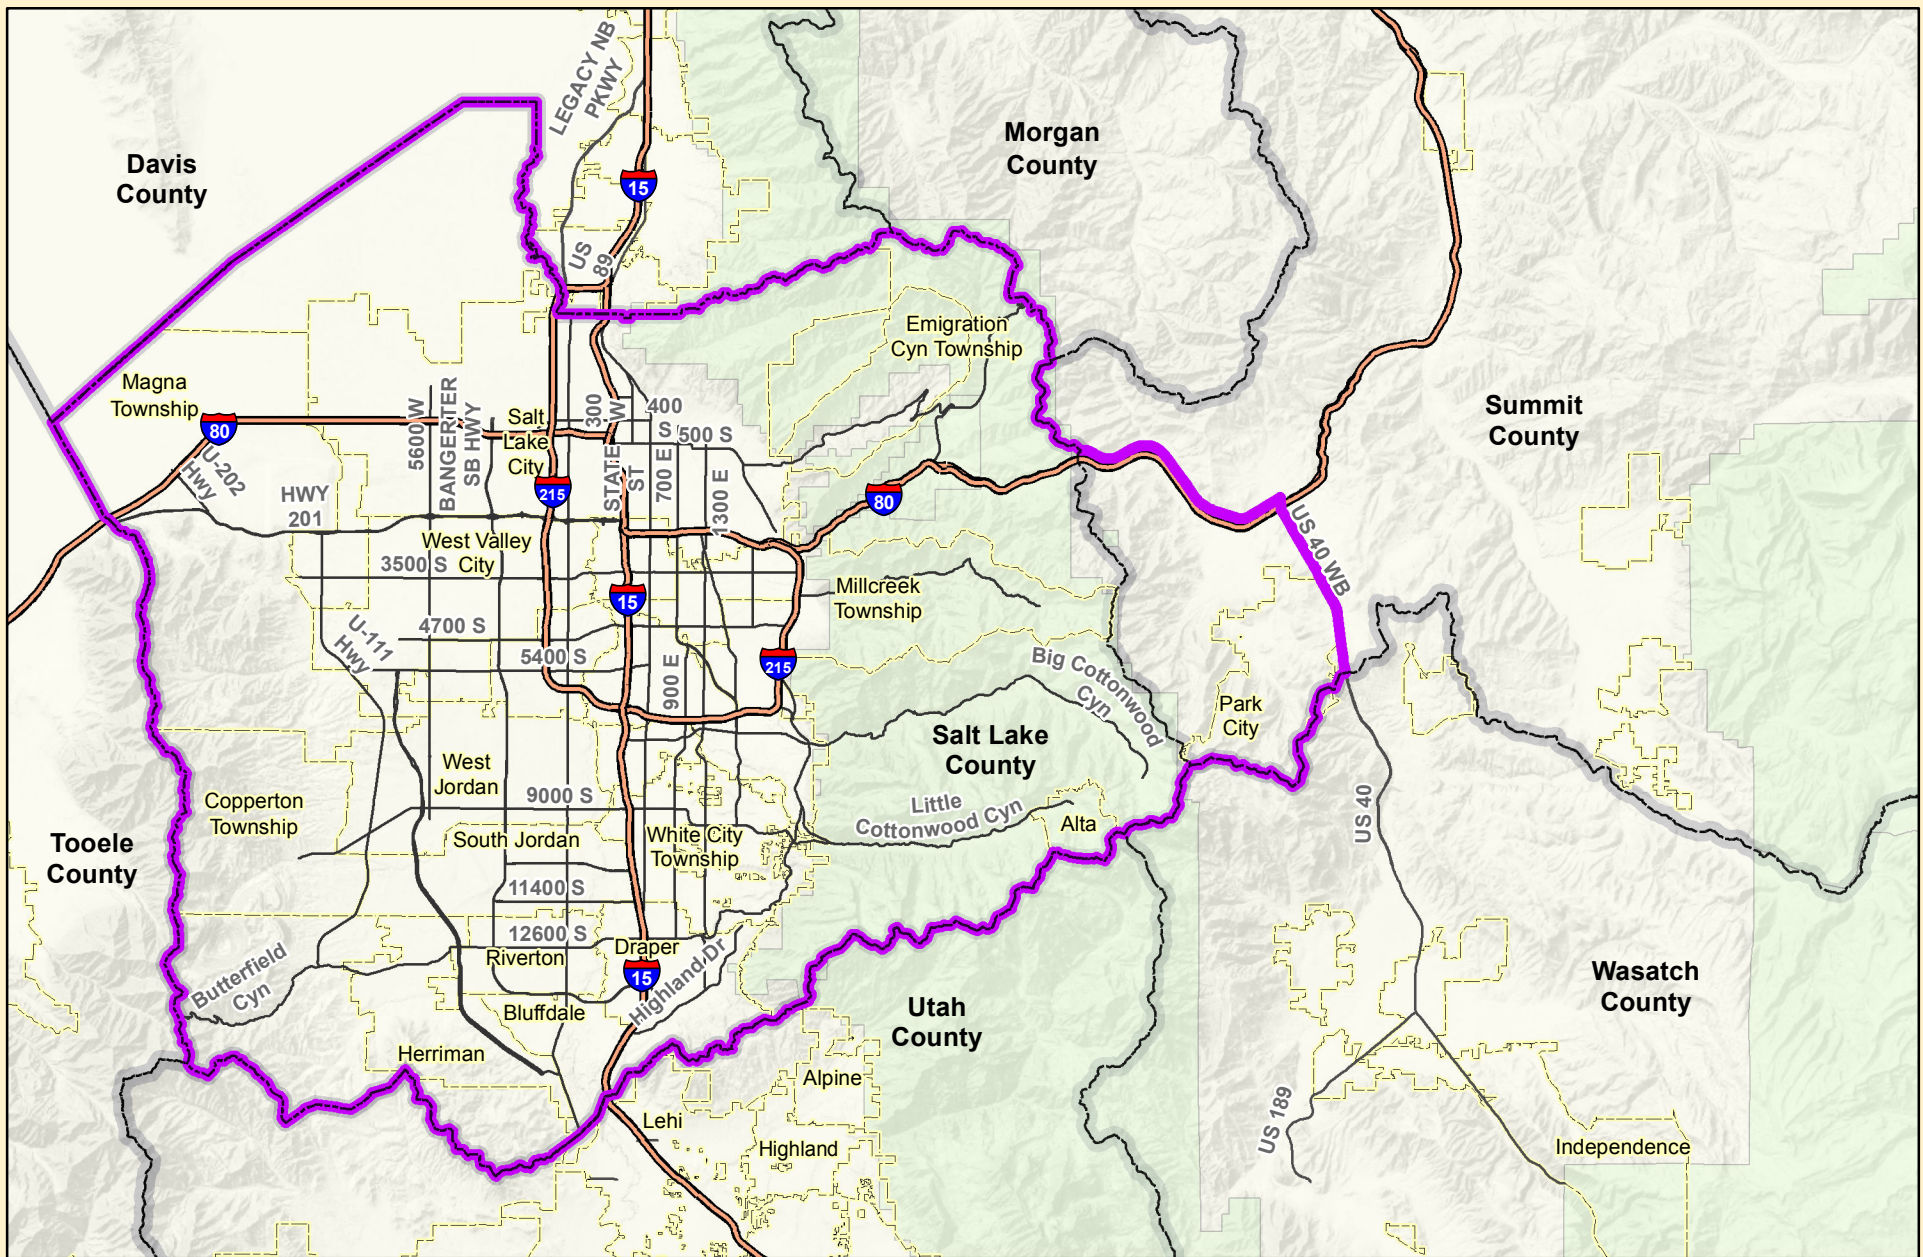 LEGACY NB
PKWY
Davis
County
Morgan
County
15
US
89
Emigration
Cyn Township
Magna
Township
80
Salt
Lake
City
5600 W
BANGERTER
SB HWY
300
W
400
S
500 S
STATE
ST
700 E
1300 E
Summit
County
U-202
Hwy
HWY
201
215
80
US 40 WB
West Valley
City
3500 S
15
Millcreek
Township
4700 S
U-111
Hwy
5400 S
900 E
215
Big Cottonwood
Cyn
Park
City
Salt Lake
County
West
Jordan
9000 S
Little
Cottonwood Cyn
Alta
US 40
Copperton
Township
South Jordan
White City
Township
Tooele
County
11400 S
12600 S
Draper
Riverton
15
Highland Dr
Butterfield
Cyn
Bluffdale
Wasatch
County
Utah
County
Herriman
Alpine
Lehi
Highland
US 189
Independence